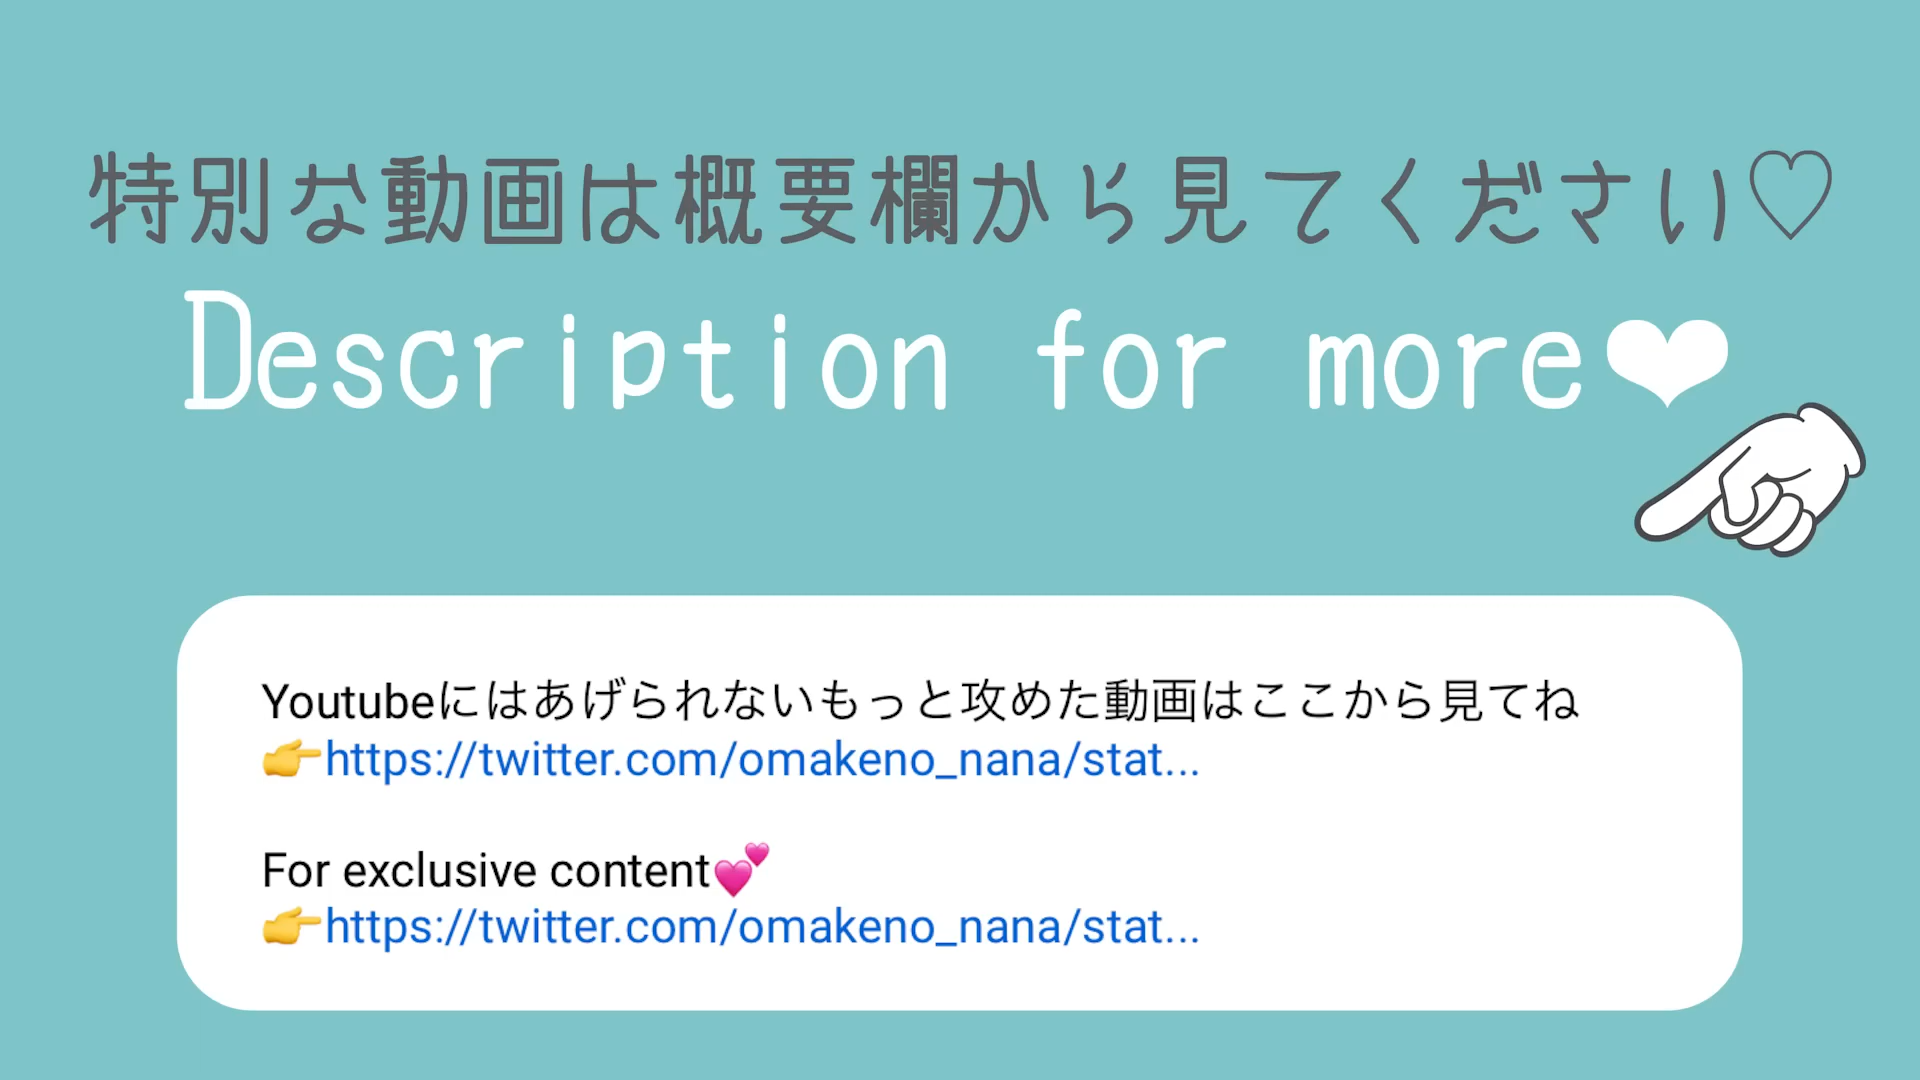 特別な動画は概要欄から見てください♡
Description for more❤
Youtubeにはあげられないもっと攻めた動画はここから見てね
👉https://twitter.com/omakeno_nana/stat...
For exclusive content💕
👉https://twitter.com/omakeno_nana/stat...